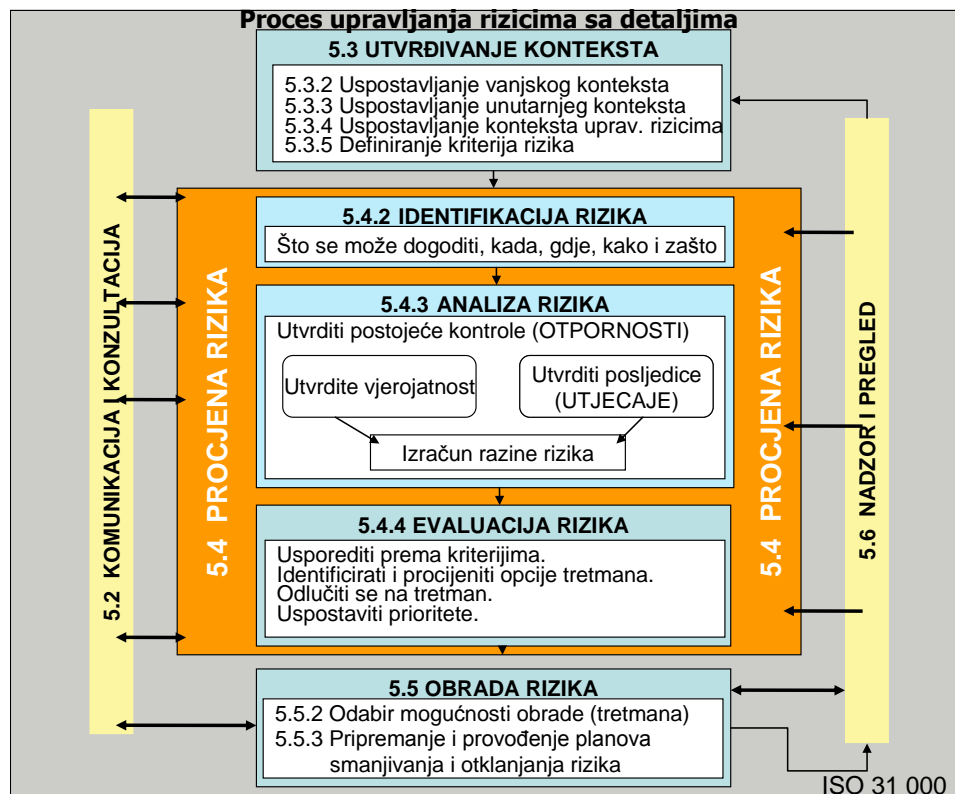 Proces upravljanja rizicima sa detaljima
5.3 UTVRĐIVANJE KONTEKSTA
5.3.2 Uspostavljanje vanjskog konteksta
5.3.3 Uspostavljanje unutarnjeg konteksta
5.3.4 Uspostavljanje konteksta uprav. rizicima
5.3.5 Definiranje kriterija rizika
5.2 KOMUNIKACIJA I KONZULTACIJA
5.4 PROCJENA RIZIKA
5.4.2 IDENTIFIKACIJA RIZIKA
Što se može dogoditi, kada, gdje, kako i zašto
5.4.3 ANALIZA RIZIKA
Utvrditi postojeće kontrole (OTPORNOSTI)
Utvrdite vjerojatnost
Utvrditi posljedice
(UTJECAJE)
Izračun razine rizika
5.4.4 EVALUACIJA RIZIKA
Usporediti prema kriterijima.
Identificirati i procijeniti opcije tretmana.
Odlučiti se na tretman.
Uspostaviti prioritete.
5.4 PROCJENA RIZIKA
5.6 NADZOR I PREGLED
5.5 OBRADA RIZIKA
5.5.2 Odabir mogućnosti obrade (tretmana)
5.5.3 Pripremanje i provođenje planova
smanjivanja i otklanjanja rizika
ISO 31 000